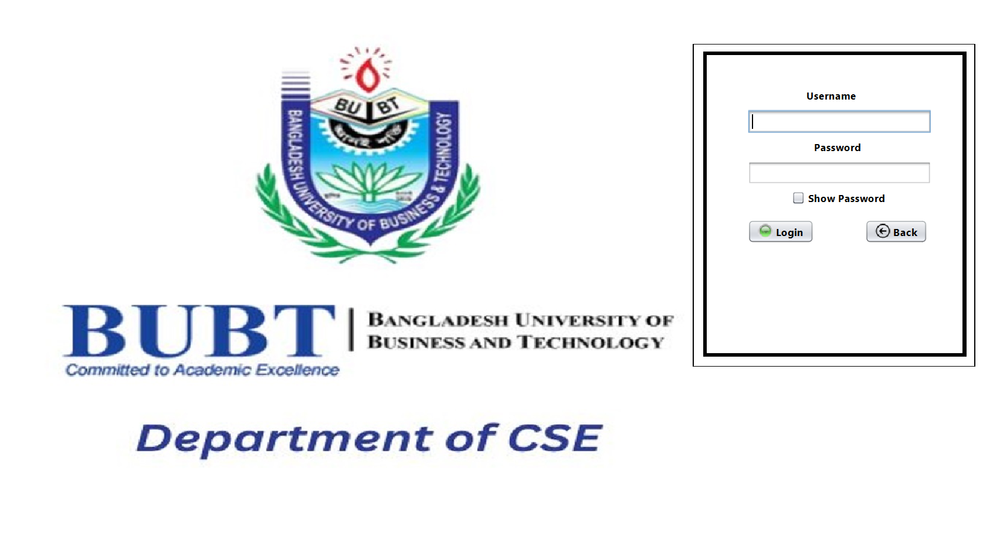 BU BT
BANGLADESH UNIVERSITY OF BUSINESS & TECHNOLOGY
BUBT
BANGLADESH UNIVERSITY OF
BUSINESS AND TECHNOLOGY
Committed to Academic Excellence
Department of CSE
Username
Password
Show Password
Login
Back